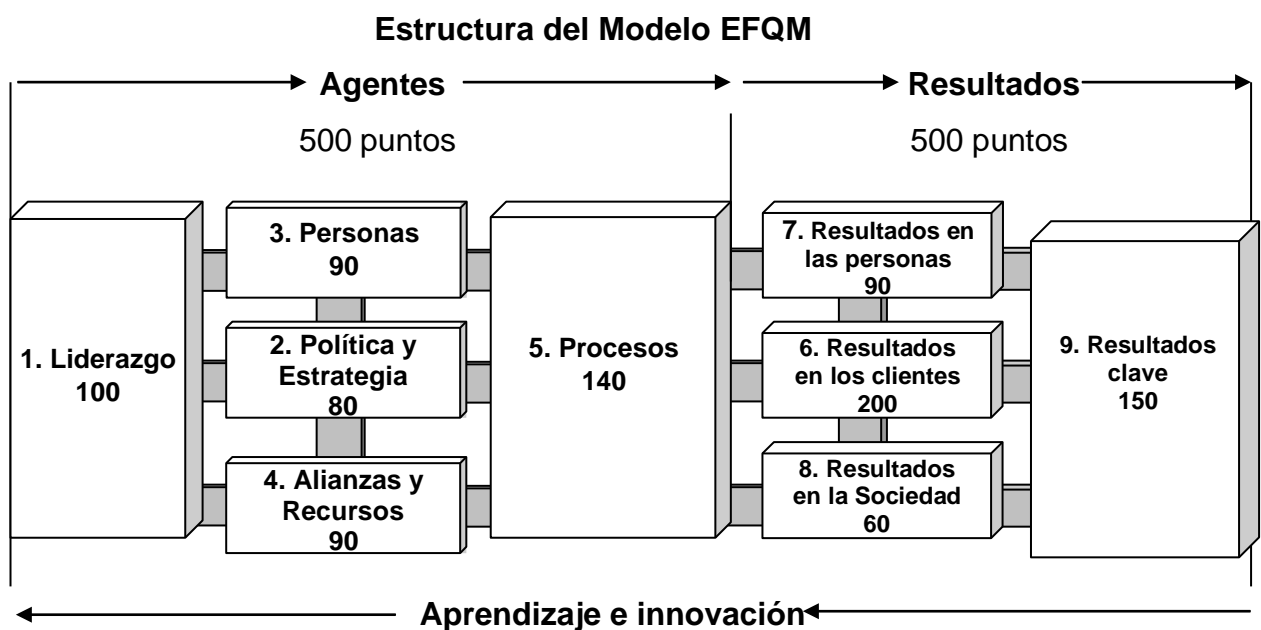 Estructura del Modelo EFQM
Agentes
Resultados
500 puntos
500 puntos
1. Liderazgo
100
3. Personas
90
2. Política y
Estrategia
80
4. Alianzas y
Recursos
90
5. Procesos
140
7. Resultados en
las personas
90
6. Resultados
en los clientes
200
8. Resultados
en la Sociedad
60
9. Resultados
clave
150
Aprendizaje e innovación